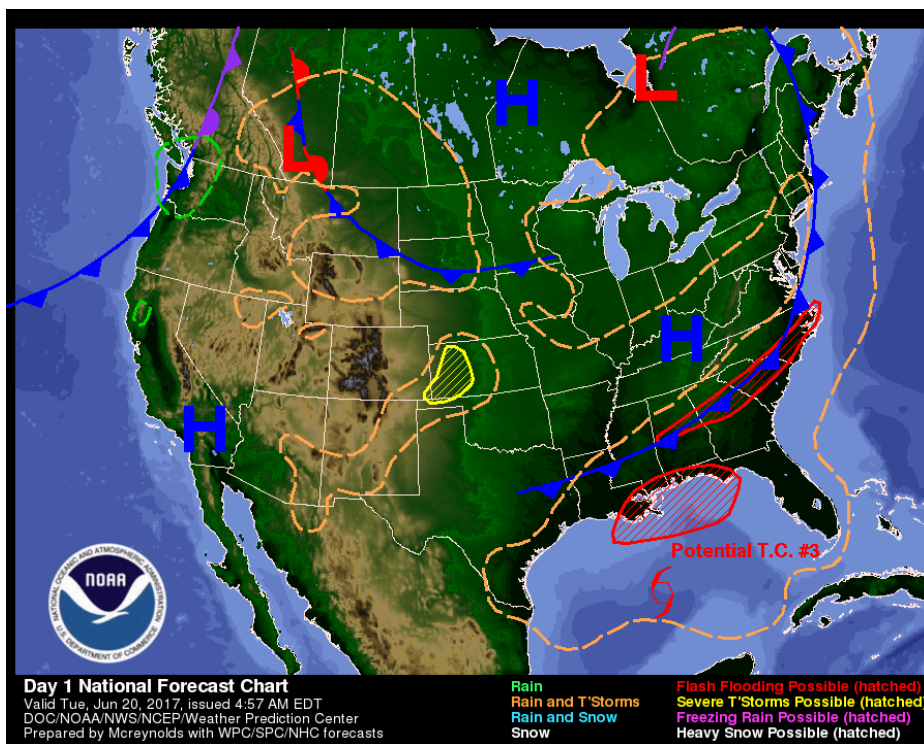 L
H
L
H
H
Potential T.C. #3
NOAA
NATIONAL OCEANIC AND ATMOSPHERIC ADMINISTRATION
U.S. DEPARTMENT OF COMMERCE
Day 1 National Forecast Chart
Valid Tue, Jun 20, 2017, issued 4:57 AM EDT
DOC/NOAA/NWS/NCEP/Weather Prediction Center
Prepared by Mcreynolds with WPC/SPC/NHC forecasts
Rain
Rain and T'Storms
Rain and Snow
Snow
Flash Flooding Possible (hatched)
Severe T'Storms Possible (hatched)
Freezing Rain Possible (hatched)
Heavy Snow Possible (hatched)